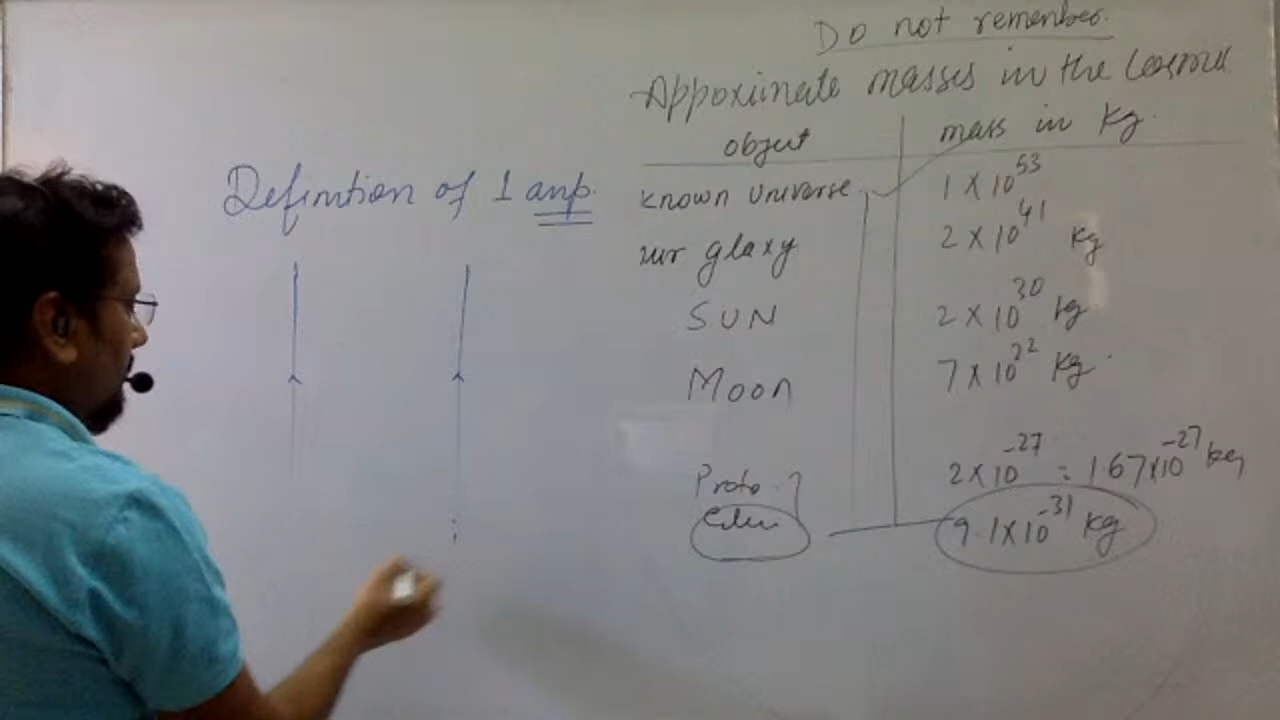 Do not remember.
Appoximate masses in the Cosmus
object mass in Kg.
known universe 1 X 10^53
our glaxy 2 X 10^41 kg
SUN 2 X 10^30 kg
Moon 7 X 10^22 kg.
Proto 2 X 10^-27 = 1.67 X 10^-27 kg
9.1 X 10^-31 kg
Definition of 1 amp.